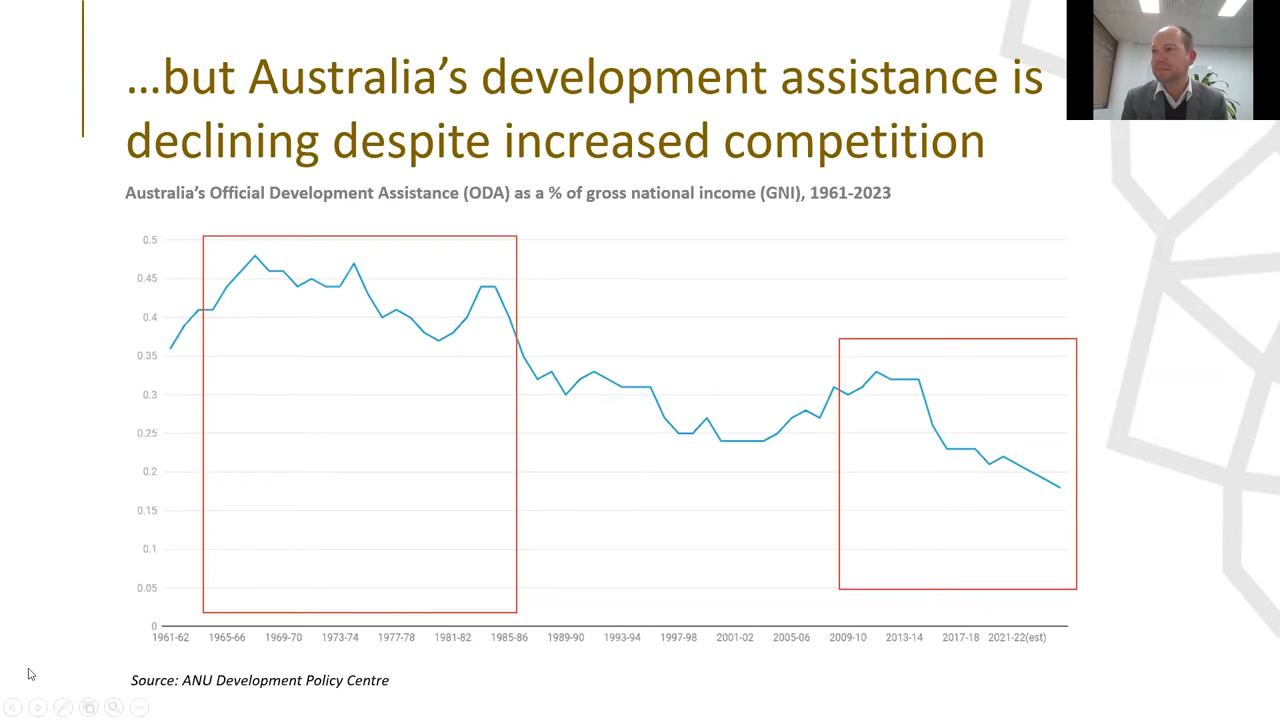 …but Australia’s development assistance is
declining despite increased competition
Australia’s Official Development Assistance (ODA) as a % of gross national income (GNI), 1961-2023
0.5
0.45
0.4
0.35
0.3
0.25
0.2
0.15
0.1
0.05
0
1961-62 1965-66 1969-70 1973-74 1977-78 1981-82 1985-86 1989-90 1993-94 1997-98 2001-02 2005-06 2009-10 2013-14 2017-18 2021-22(est)
Source: ANU Development Policy Centre